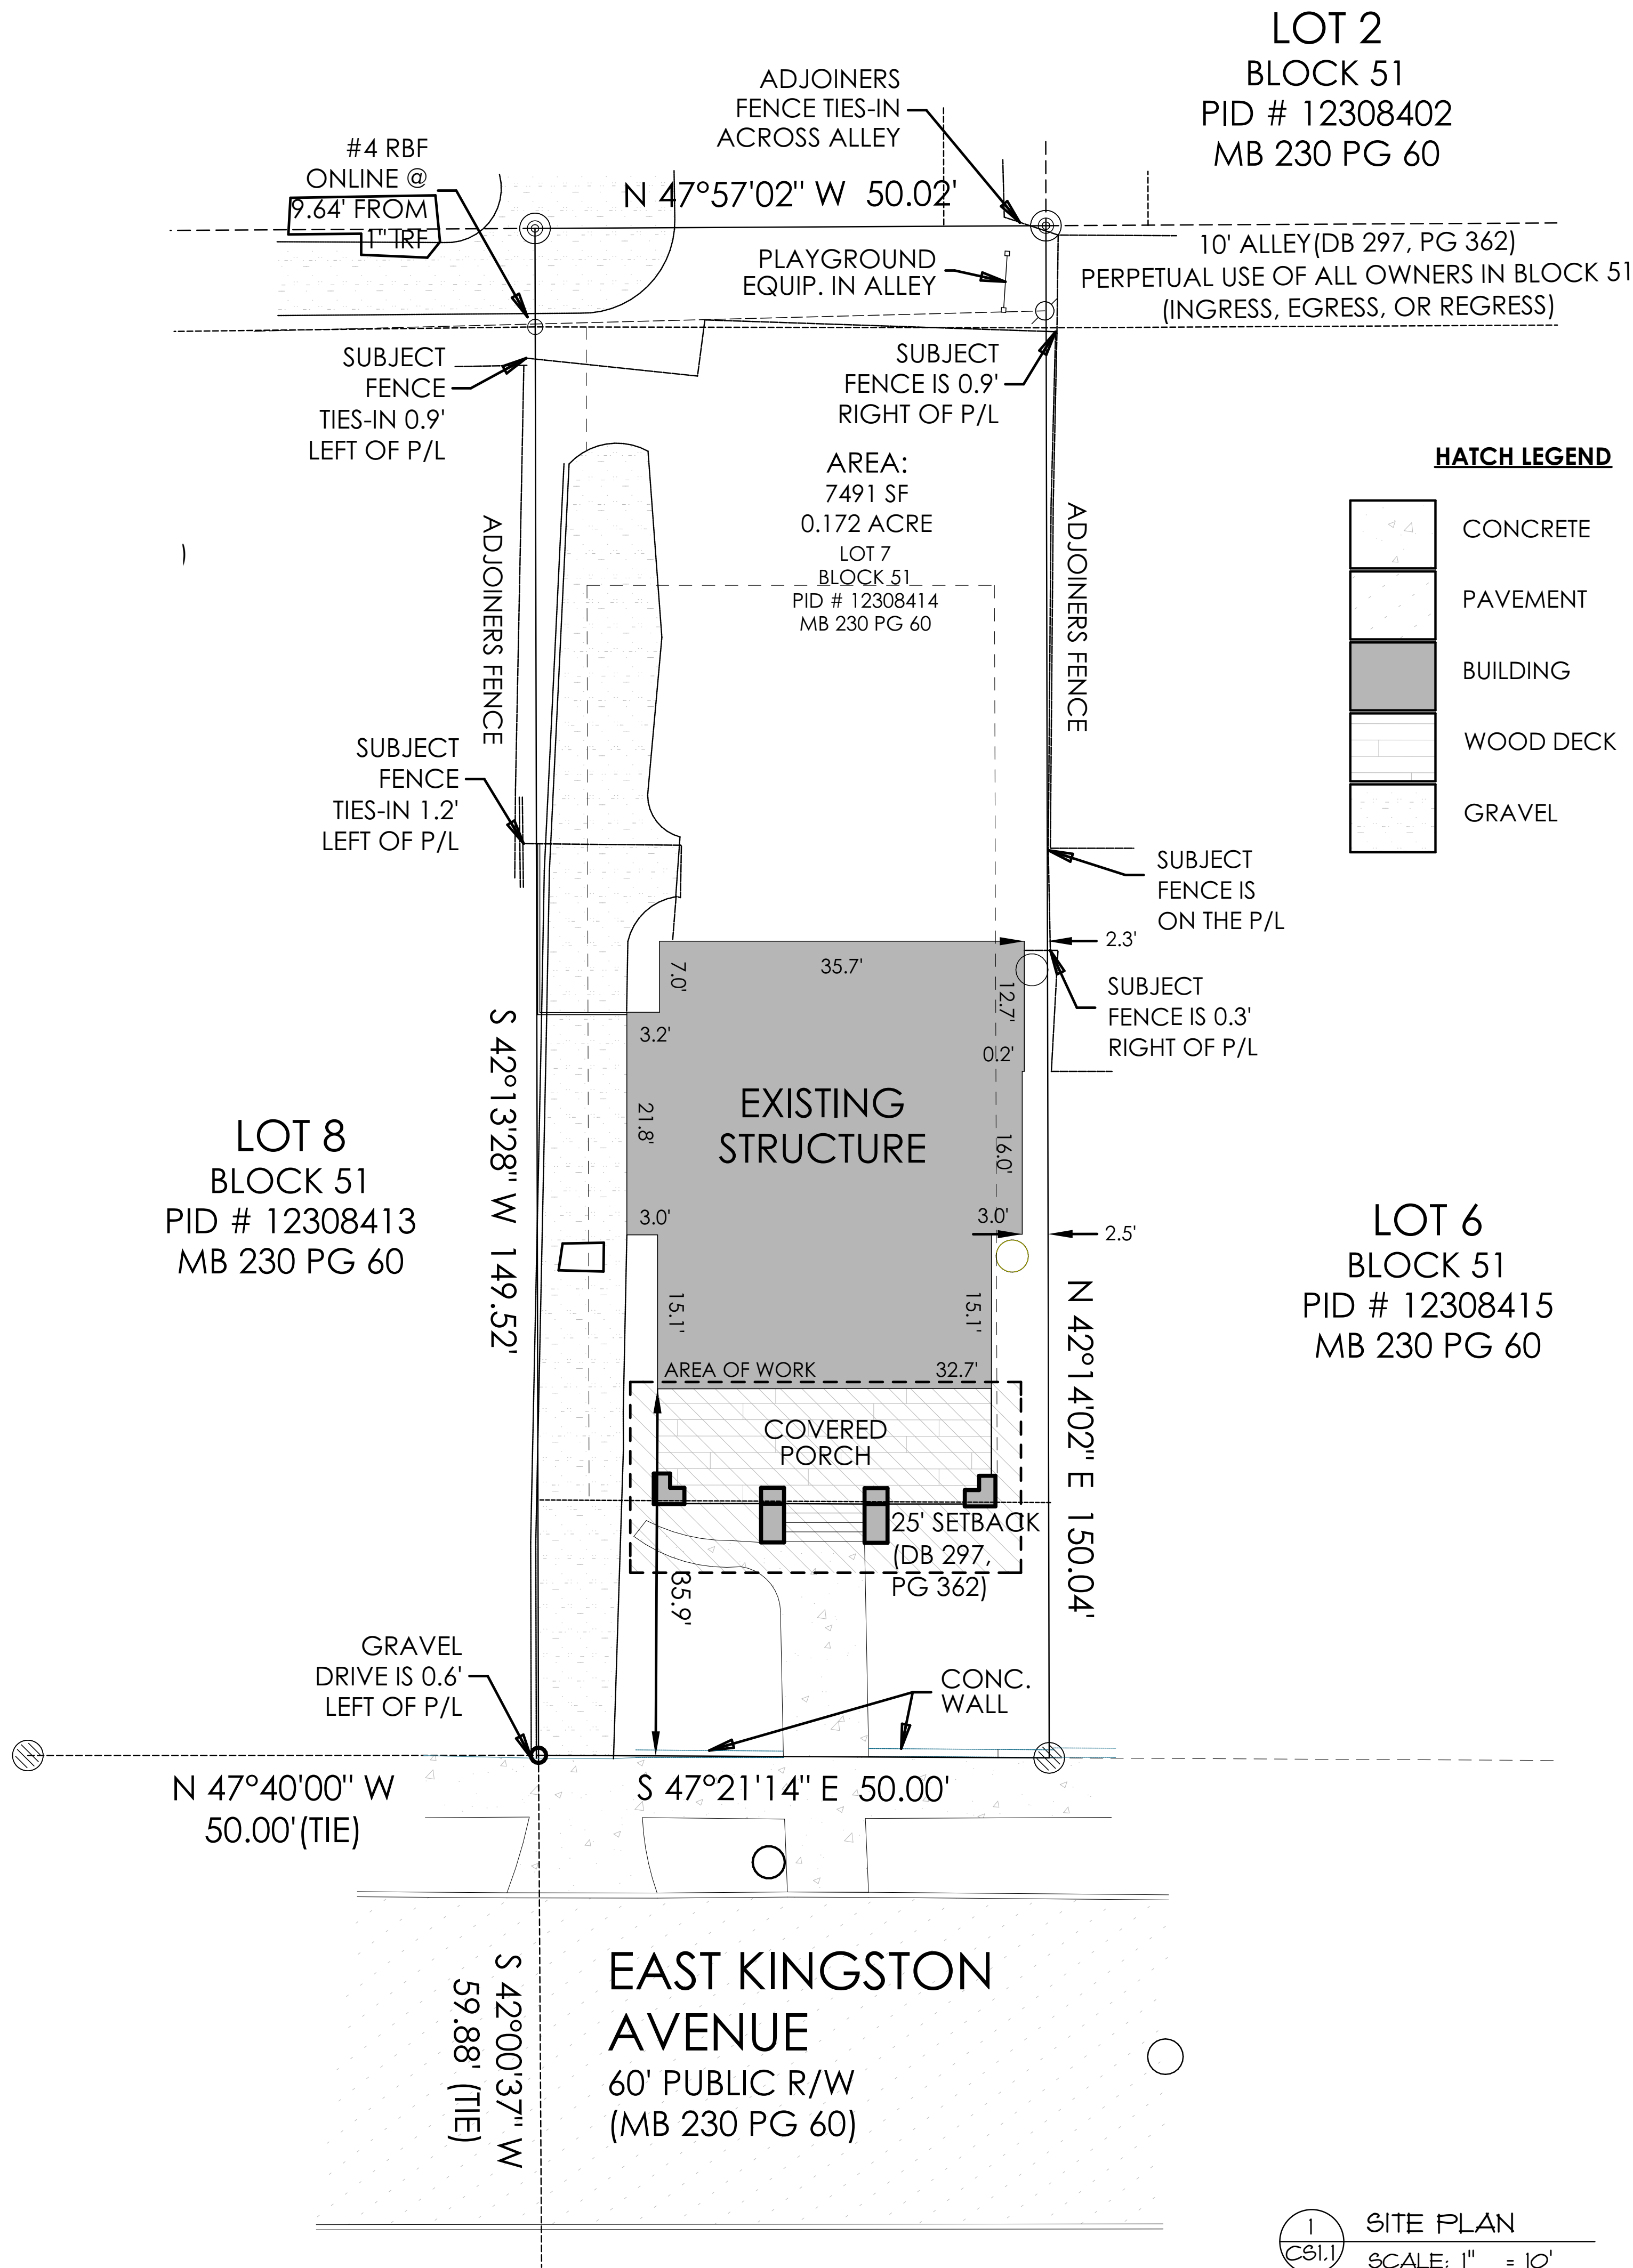 LOT 2
BLOCK 51
PID # 12308402
MB 230 PG 60
ADJOINERS
FENCE TIES-IN
ACROSS ALLEY
#4 RBF
ONLINE @
9.64' FROM
1" IRF
N 47°57'02" W 50.02'
10' ALLEY(DB 297, PG 362)
PERPETUAL USE OF ALL OWNERS IN BLOCK 51
(INGRESS, EGRESS, OR REGRESS)
PLAYGROUND
EQUIP. IN ALLEY
SUBJECT
FENCE
TIES-IN 0.9'
LEFT OF P/L
SUBJECT
FENCE IS 0.9'
RIGHT OF P/L
AREA:
7491 SF
0.172 ACRE
LOT 7
BLOCK 51
PID # 12308414
MB 230 PG 60
HATCH LEGEND
CONCRETE
PAVEMENT
BUILDING
WOOD DECK
GRAVEL
)
ADJOINERS FENCE
ADJOINERS FENCE
SUBJECT
FENCE
TIES-IN 1.2'
LEFT OF P/L
SUBJECT
FENCE IS
ON THE P/L
2.3'
SUBJECT
FENCE IS 0.3'
RIGHT OF P/L
35.7'
7.0'
12.7'
3.2'
0.2'
21.8'
16.0'
EXISTING
STRUCTURE
3.0'
3.0'
2.5'
15.1'
15.1'
S 42°13'28" W 149.52'
N 42°14'02" E 150.04'
LOT 8
BLOCK 51
PID # 12308413
MB 230 PG 60
LOT 6
BLOCK 51
PID # 12308415
MB 230 PG 60
AREA OF WORK
32.7'
COVERED
PORCH
25' SETBACK
(DB 297,
PG 362)
35.9'
GRAVEL
DRIVE IS 0.6'
LEFT OF P/L
CONC.
WALL
N 47°40'00" W
50.00'(TIE)
S 47°21'14" E 50.00'
S 42°00'37" W
59.88' (TIE)
EAST KINGSTON
AVENUE
60' PUBLIC R/W
(MB 230 PG 60)
1
CS1.1
SITE PLAN
SCALE: 1" = 10'